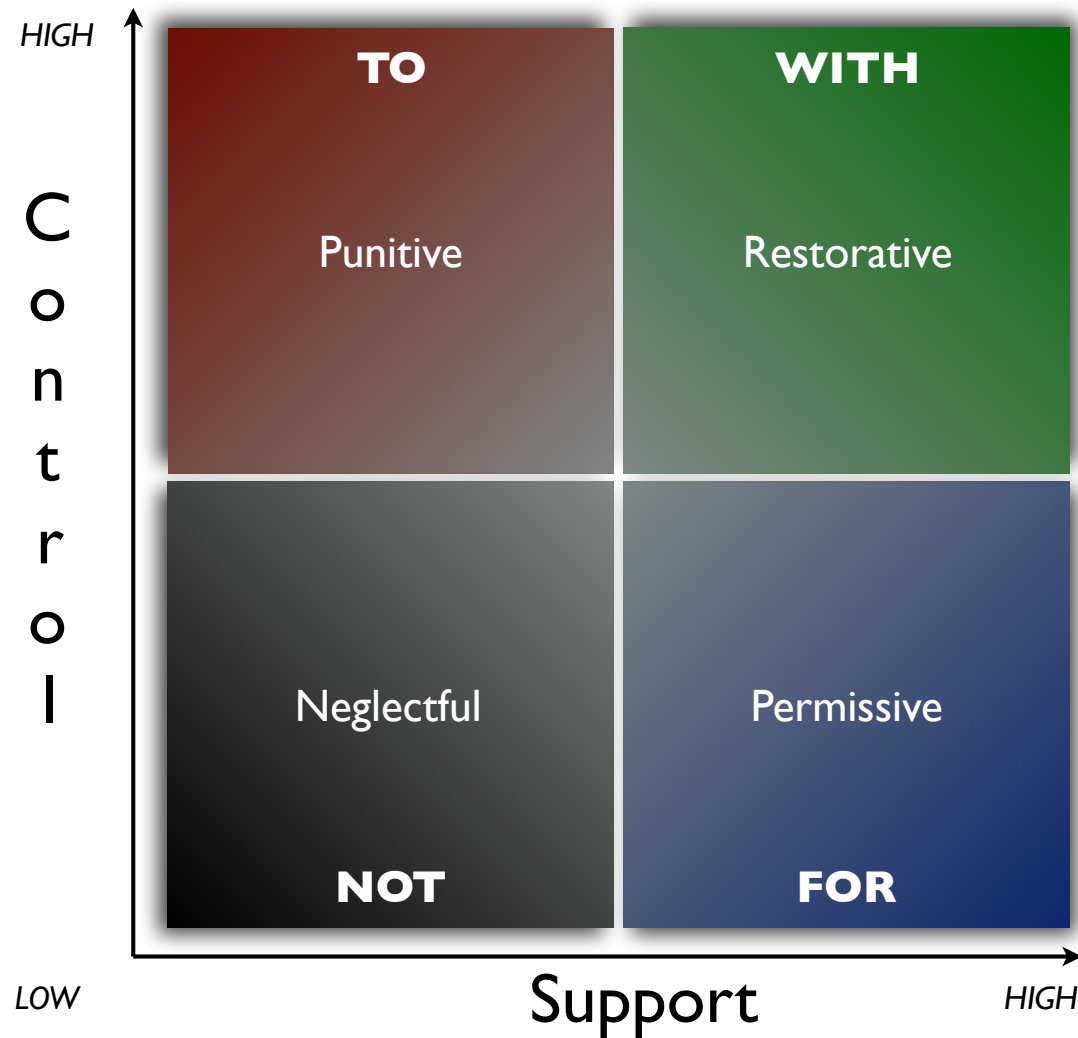 HIGH
TO
WITH
Control
Punitive
Restorative
Neglectful
Permissive
NOT
FOR
LOW
Support
HIGH